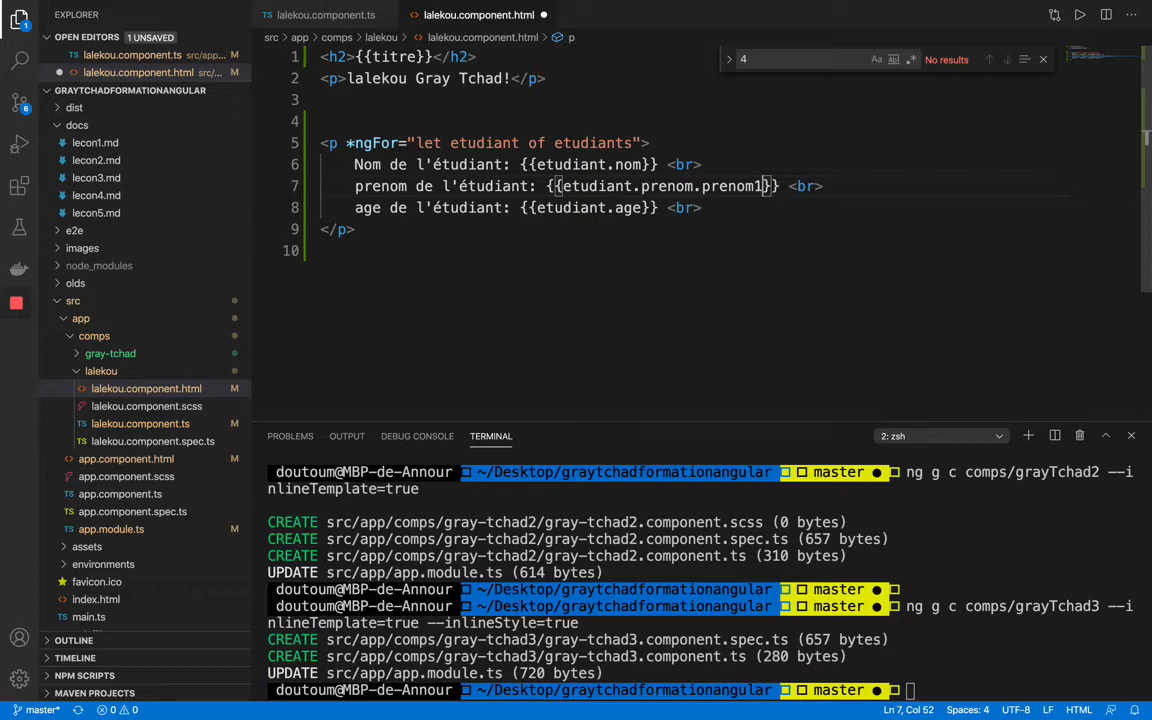 EXPLORER
OPEN EDITORS 1 UNSAVED
lalekou.component.ts src/app...
M
lalekou.component.html src/...
M
GRAYTCHADFORMATIONANGULAR
dist
docs
lecon1.md
lecon2.md
lecon3.md
lecon4.md
lecon5.md
e2e
images
node_modules
olds
src
app
comps
gray-tchad
lalekou
lalekou.component.html M
lalekou.component.scss
lalekou.component.ts M
lalekou.component.spec.ts
app.component.html M
app.component.scss
app.component.ts
app.component.spec.ts
app.module.ts M
assets
environments
favicon.ico
index.html
main.ts
OUTLINE
TIMELINE
NPM SCRIPTS
MAVEN PROJECTS
1
6
lalekou.component.ts
lalekou.component.html
src > app > comps > lalekou > lalekou.component.html > p
4
Aa Ab .*
No results
1 <h2>{{titre}}</h2>
2 <p>lalekou Gray Tchad!</p>
3
4
5 <p *ngFor="let etudiant of etudiants">
6 Nom de l'étudiant: {{etudiant.nom}} <br>
7 prenom de l'étudiant: {{etudiant.prenom.prenom1}} <br>
8 age de l'étudiant: {{etudiant.age}} <br>
9 </p>
10
PROBLEMS OUTPUT DEBUG CONSOLE TERMINAL
2: zsh
doutoum@MBP-de-Annour ~/Desktop/graytchadformationangular master ● ng g c comps/grayTchad2 --i
nlineTemplate=true
CREATE src/app/comps/gray-tchad2/gray-tchad2.component.scss (0 bytes)
CREATE src/app/comps/gray-tchad2/gray-tchad2.component.spec.ts (657 bytes)
CREATE src/app/comps/gray-tchad2/gray-tchad2.component.ts (310 bytes)
UPDATE src/app/app.module.ts (614 bytes)
doutoum@MBP-de-Annour ~/Desktop/graytchadformationangular master ●
doutoum@MBP-de-Annour ~/Desktop/graytchadformationangular master ● ng g c comps/grayTchad3 --i
nlineTemplate=true --inlineStyle=true
CREATE src/app/comps/gray-tchad3/gray-tchad3.component.spec.ts (657 bytes)
CREATE src/app/comps/gray-tchad3/gray-tchad3.component.ts (280 bytes)
UPDATE src/app/app.module.ts (720 bytes)
doutoum@MBP-de-Annour ~/Desktop/graytchadformationangular master ●
master* 0 0
Ln 7, Col 52 Spaces: 4 UTF-8 LF HTML